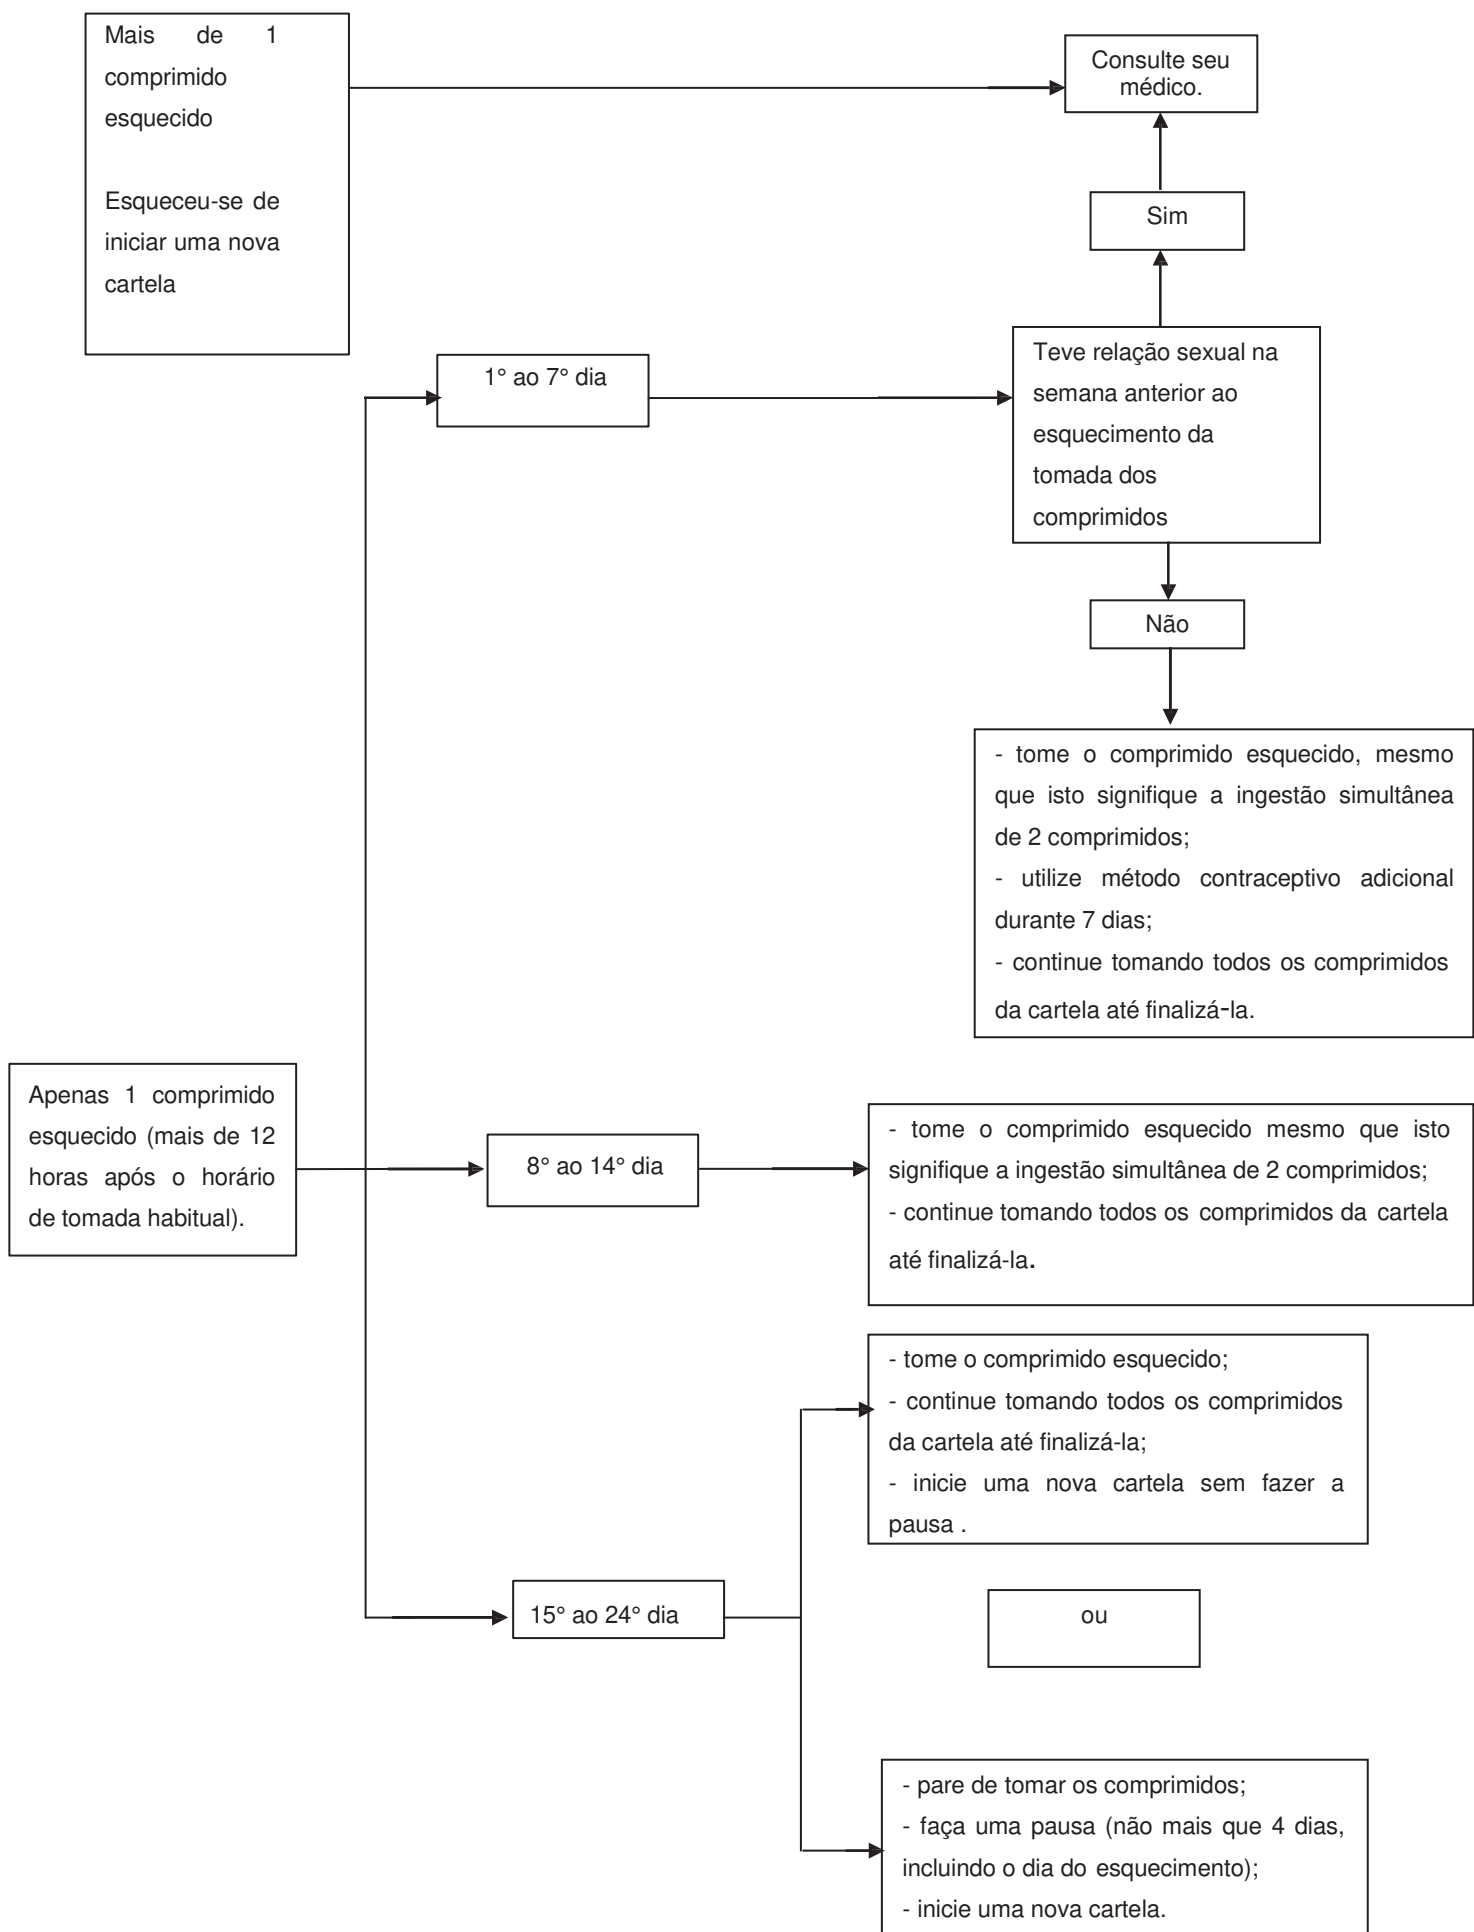 Mais de 1
comprimido
esquecido
Esqueceu-se de
iniciar uma nova
cartela
Consulte seu
médico.
Sim
1° ao 7° dia
Teve relação sexual na
semana anterior ao
esquecimento da
tomada dos
comprimidos
Não
- tome o comprimido esquecido, mesmo
que isto signifique a ingestão simultânea
de 2 comprimidos;
- utilize método contraceptivo adicional
durante 7 dias;
- continue tomando todos os comprimidos
da cartela até finalizá-la.
Apenas 1 comprimido
esquecido (mais de 12
horas após o horário
de tomada habitual).
8° ao 14° dia
- tome o comprimido esquecido mesmo que isto
signifique a ingestão simultânea de 2 comprimidos;
- continue tomando todos os comprimidos da cartela
até finalizá-la.
- tome o comprimido esquecido;
- continue tomando todos os comprimidos
da cartela até finalizá-la;
- inicie uma nova cartela sem fazer a
pausa .
15° ao 24° dia
ou
- pare de tomar os comprimidos;
- faça uma pausa (não mais que 4 dias,
incluindo o dia do esquecimento);
- inicie uma nova cartela.